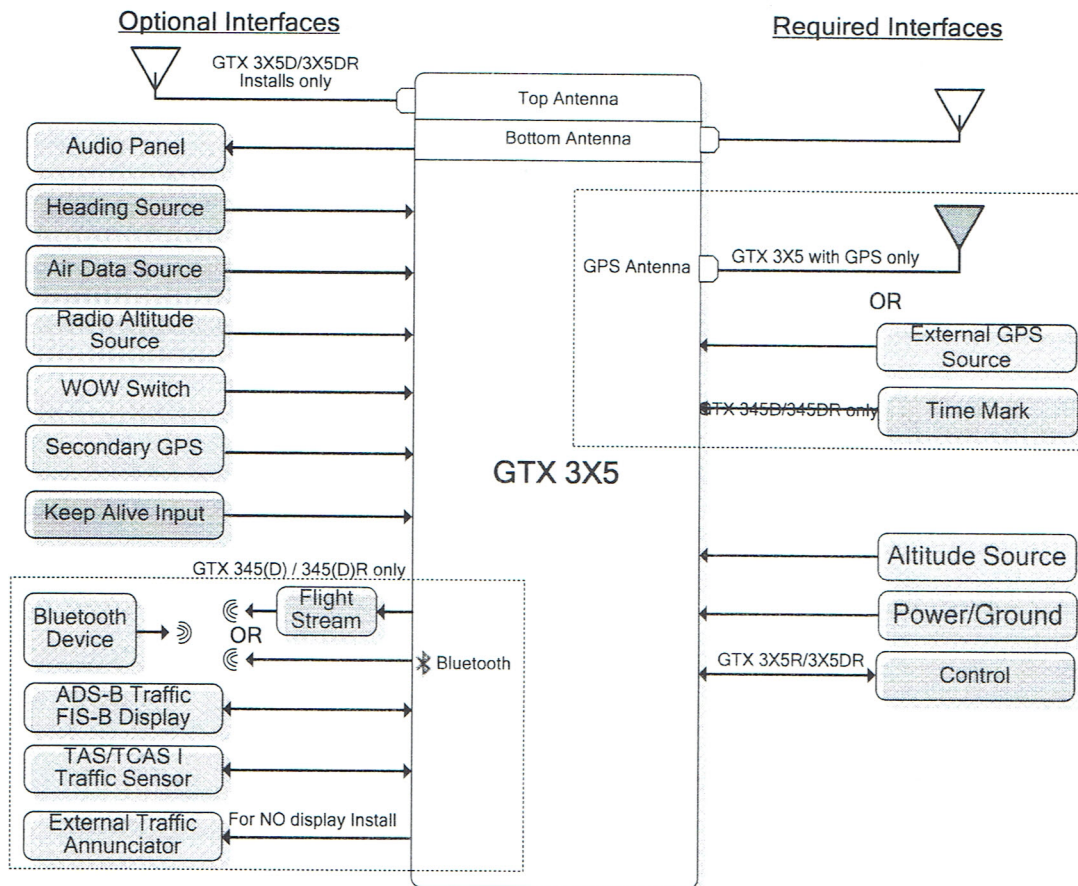 Optional Interfaces
Required Interfaces
GTX 3X5D/3X5DR
Installs only
Top Antenna
Bottom Antenna
Audio Panel
Heading Source
Air Data Source
Radio Altitude
Source
WOW Switch
Secondary GPS
Keep Alive Input
GPS Antenna
GTX 3X5 with GPS only
OR
External GPS
Source
GTX 345D/345DR only
Time Mark
GTX 3X5
Altitude Source
Power/Ground
GTX 3X5R/3X5DR
Control
GTX 345(D) / 345(D)R only
Bluetooth
Device
Flight
Stream
OR
Bluetooth
ADS-B Traffic
FIS-B Display
TAS/TCAS I
Traffic Sensor
External Traffic
Annunciator
For NO display Install